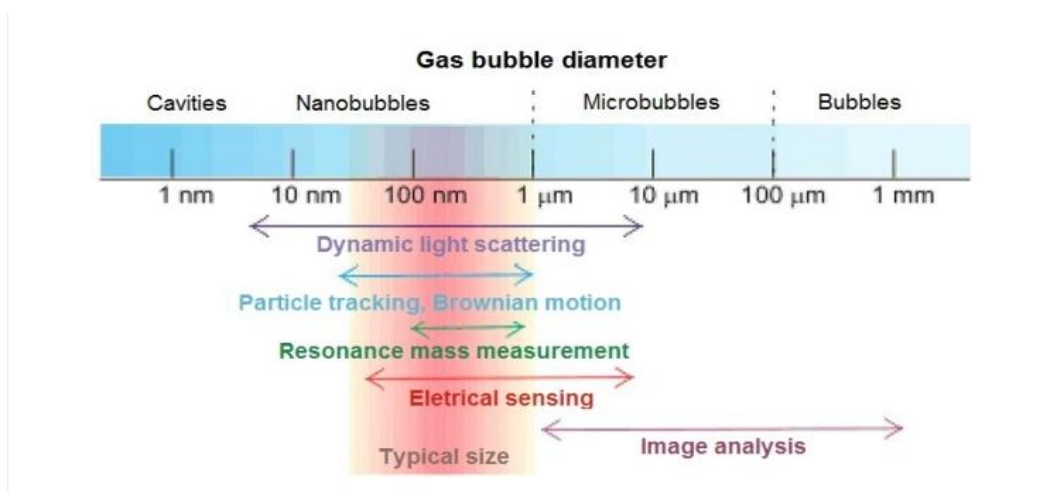 Gas bubble diameter
Cavities Nanobubbles Microbubbles Bubbles
1 nm 10 nm 100 nm 1 μm 10 μm 100 μm 1 mm
Dynamic light scattering
Particle tracking, Brownian motion
Resonance mass measurement
Eletrical sensing
Image analysis
Typical size